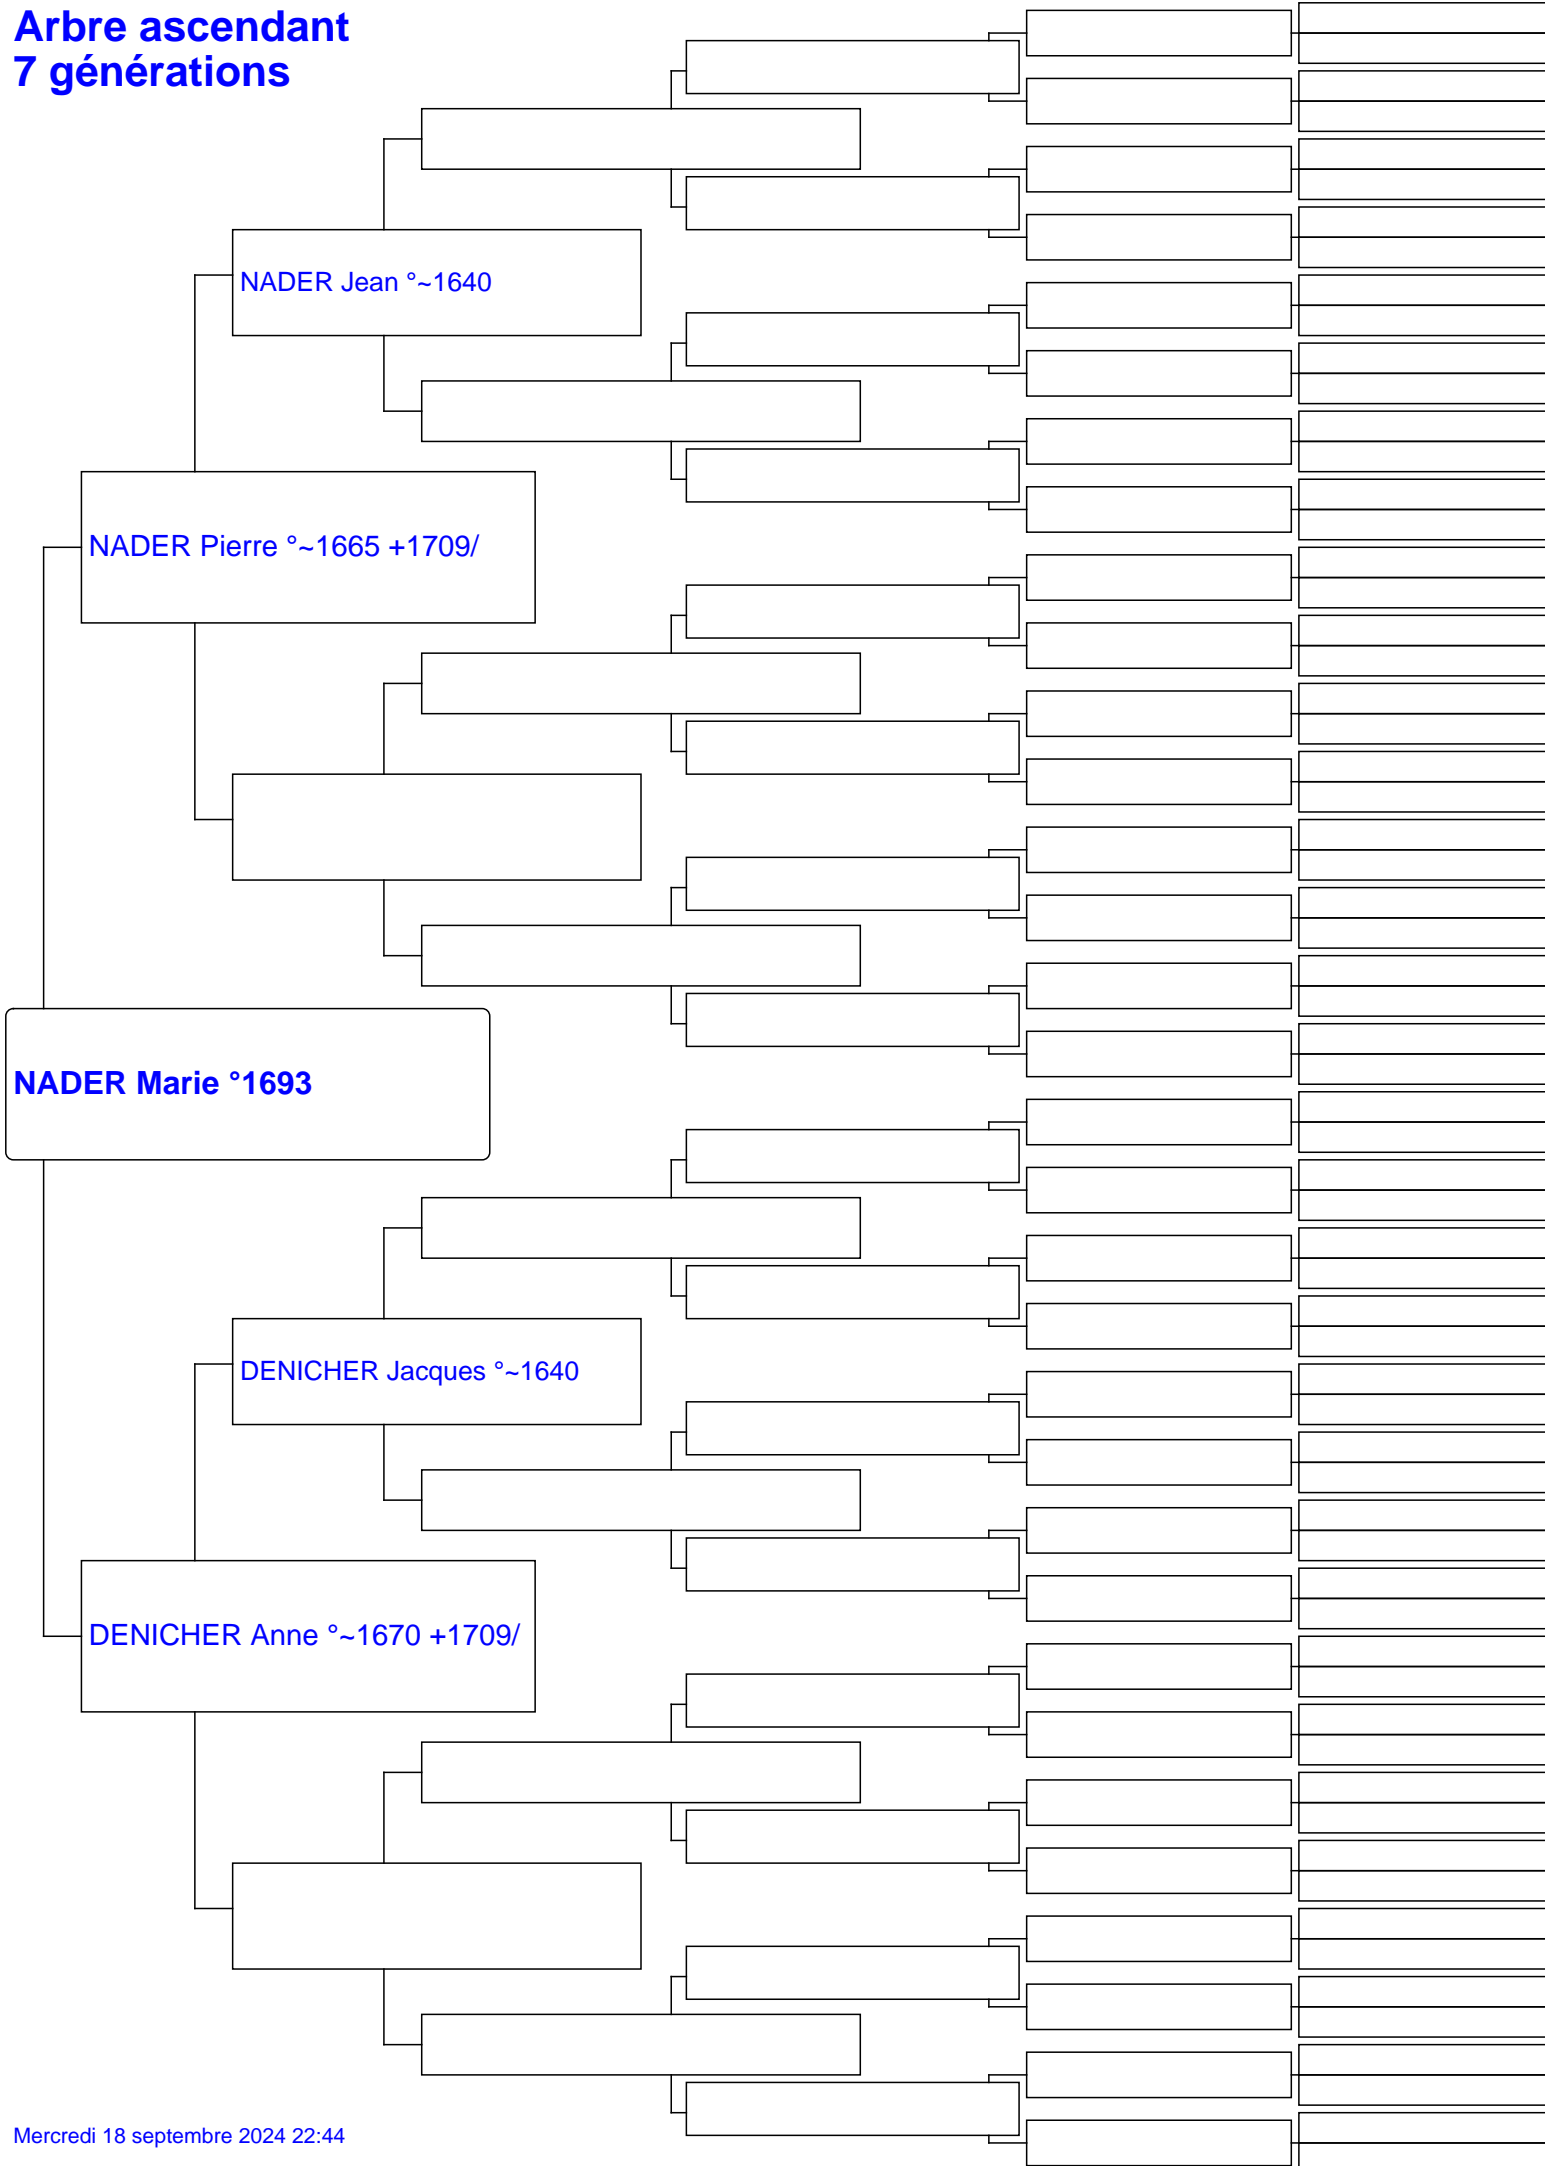 Arbre ascendant
7 générations
NADER Jean °~1640
NADER Pierre °~1665 +1709/
NADER Marie °1693
DENICHER Jacques °~1640
DENICHER Anne °~1670 +1709/
Mercredi 18 septembre 2024 22:44